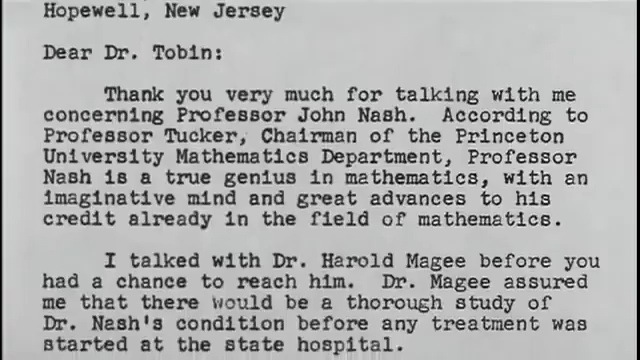 Hopewell, New Jersey
Dear Dr. Tobin:
Thank you very much for talking with me
concerning Professor John Nash. According to
Professor Tucker, Chairman of the Princeton
University Mathematics Department, Professor
Nash is a true genius in mathematics, with an
imaginative mind and great advances to his
credit already in the field of mathematics.
I talked with Dr. Harold Magee before you
had a chance to reach him. Dr. Magee assured
me that there would be a thorough study of
Dr. Nash's condition before any treatment was
started at the state hospital.